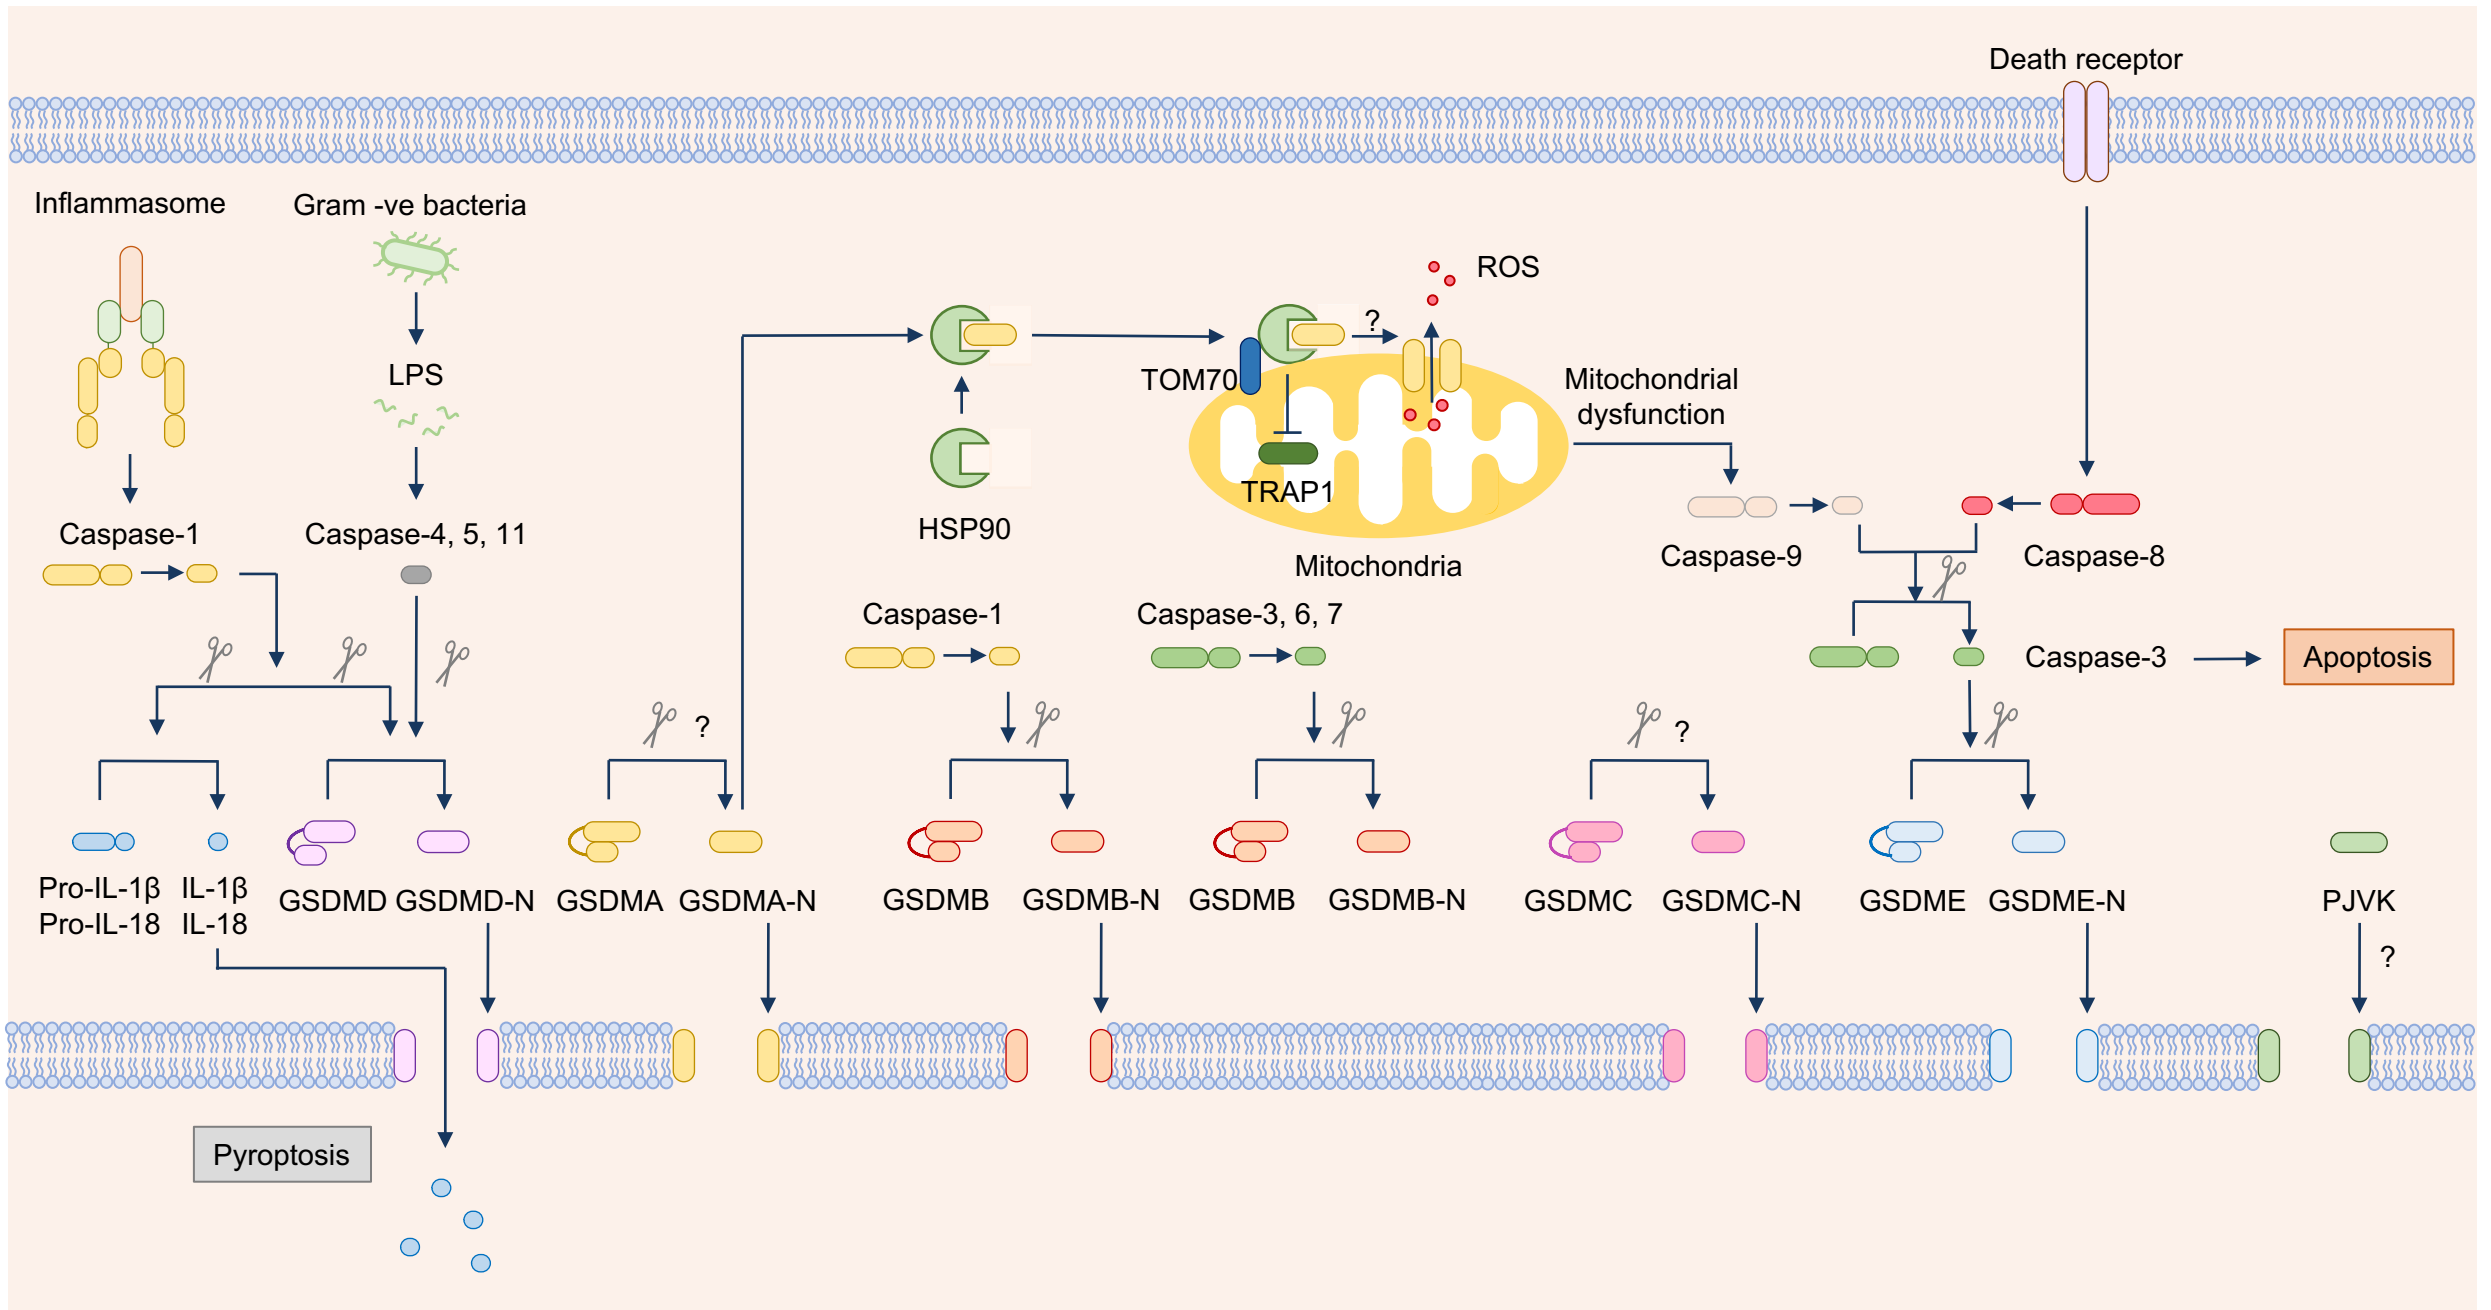 Death receptor
Inflammasome
Gram -ve bacteria
ROS
LPS
TOM70
Mitochondrial
dysfunction
TRAP1
HSP90
Caspase-1
Caspase-4, 5, 11
Mitochondria
Caspase-9
Caspase-8
?
Caspase-1
Caspase-3, 6, 7
Caspase-3
Apoptosis
?
?
Pro-IL-1β
Pro-IL-18
IL-1β
IL-18
GSDMD
GSDMD-N
GSDMA
GSDMA-N
GSDMB
GSDMB-N
GSDMB
GSDMB-N
GSDMC
GSDMC-N
GSDME
GSDME-N
PJVK
?
Pyroptosis